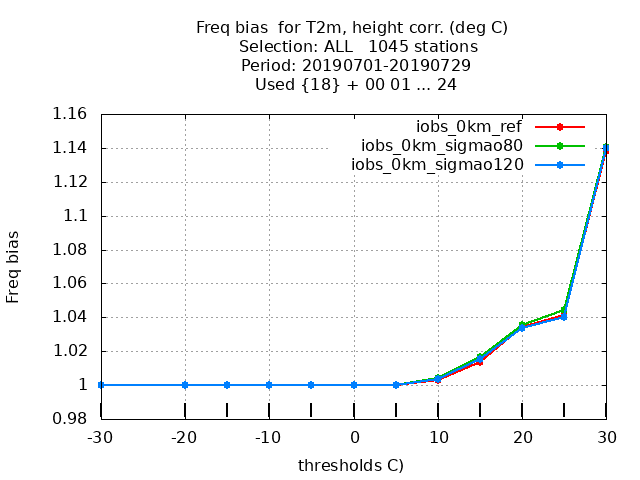 Freq bias  for T2m, height corr. (deg C)
Selection: ALL   1045 stations
Period: 20190701-20190729
Used {18} + 00 01 ... 24
1.16
1.14
1.12
1.1
1.08
1.06
1.04
1.02
1
0.98
Freq bias
iobs_0km_ref
iobs_0km_sigmao80
iobs_0km_sigmao120
-30
-20
-10
0
10
20
30
thresholds C)